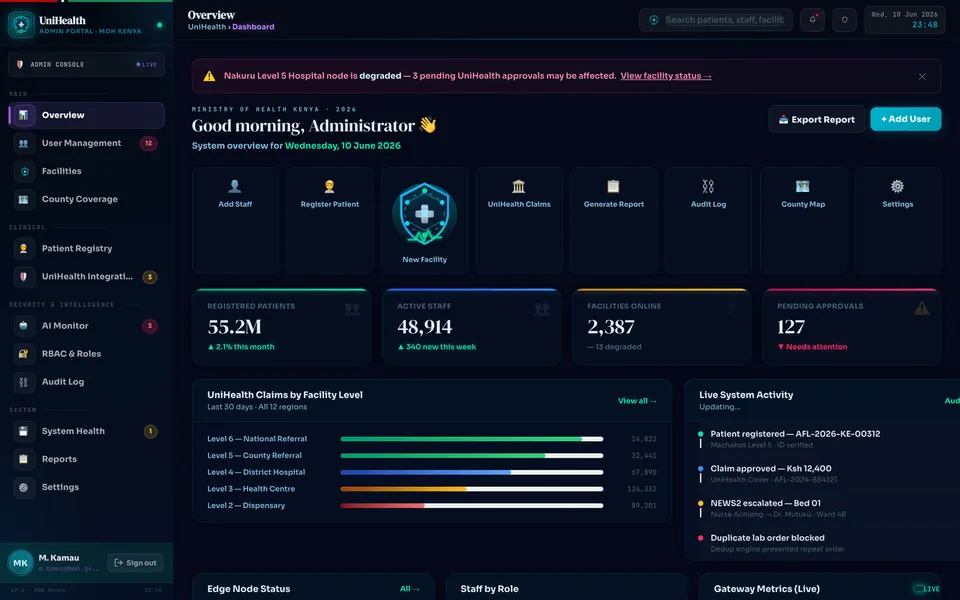 UniHealth
ADMIN PORTAL · MOH KENYA
ADMIN CONSOLE
LIVE
MAIN
Overview
User Management
12
Facilities
County Coverage
CLINICAL
Patient Registry
UniHealth Integrati...
3
SECURITY & INTELLIGENCE
AI Monitor
3
RBAC & Roles
Audit Log
SYSTEM
System Health
1
Reports
Settings
MK
M. Kamau
Sign out
Overview
UniHealth › Dashboard
Search patients, staff, facilit
Wed, 10 Jun 2026
23:48
Nakuru Level 5 Hospital node is degraded — 3 pending UniHealth approvals may be affected. View facility status →
MINISTRY OF HEALTH KENYA · 2026
Good morning, Administrator 👋
System overview for Wednesday, 10 June 2026
Export Report
+ Add User
Add Staff
Register Patient
New Facility
UniHealth Claims
Generate Report
Audit Log
County Map
Settings
REGISTERED PATIENTS
55.2M
▲ 2.1% this month
ACTIVE STAFF
48,914
▲ 340 new this week
FACILITIES ONLINE
2,387
— 13 degraded
PENDING APPROVALS
127
▼ Needs attention
UniHealth Claims by Facility Level
Last 30 days · All 12 regions
View all →
Level 6 — National Referral
14,823
Level 5 — County Referral
32,441
Level 4 — District Hospital
67,890
Level 3 — Health Centre
124,332
Level 2 — Dispensary
89,201
Live System Activity
Updating...
Aud
Patient registered — AFL-2026-KE-00312
Machakos Level 5 · ID verified
Claim approved — Ksh 12,400
UniHealth Cover · AFL-2024-884321
NEWS2 escalated — Bed 01
Nurse Achieng → Dr. Mutuku · Ward 4B
Duplicate lab order blocked
Dedup engine prevented repeat order
Edge Node Status
All →
Staff by Role
Gateway Metrics (Live)
LIVE